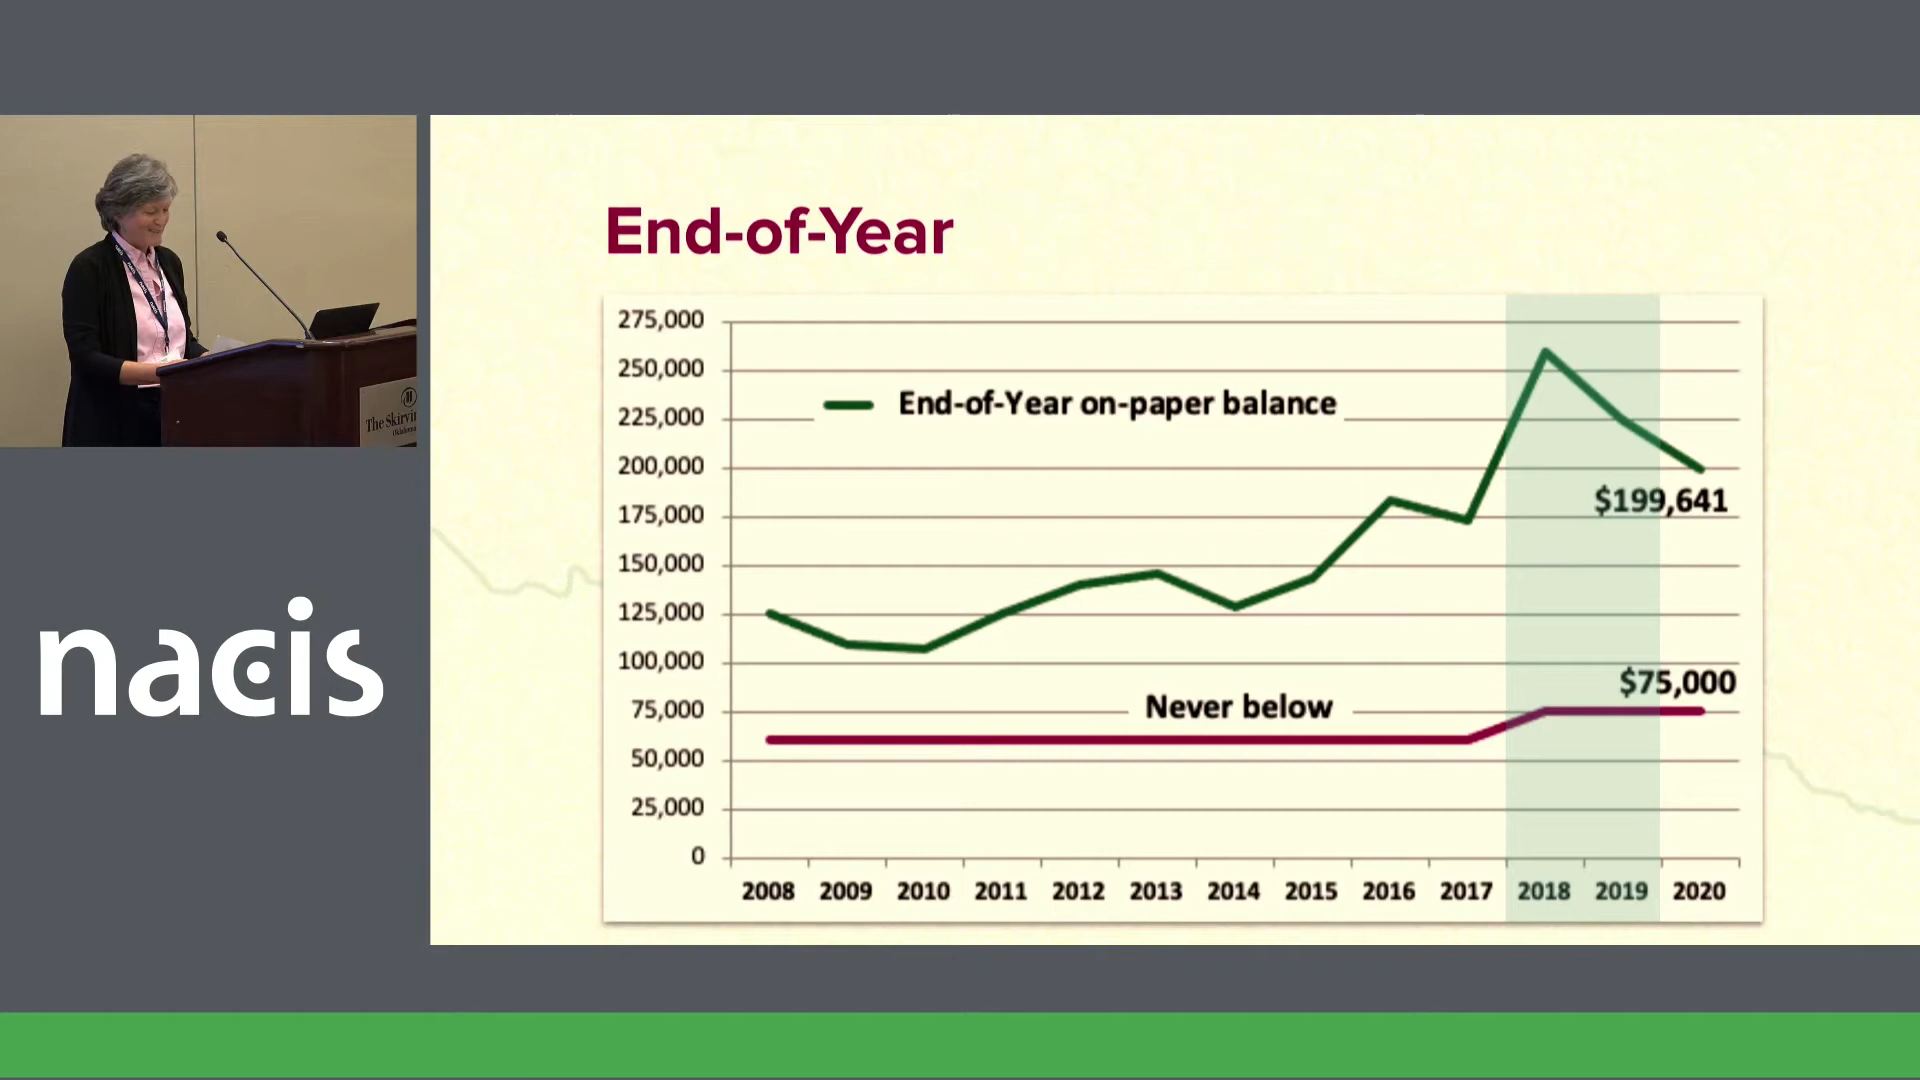 End-of-Year
275,000
250,000
End-of-Year on-paper balance
225,000
200,000
$199,641
175,000
150,000
125,000
100,000
$75,000
75,000
Never below
50,000
25,000
0
2008 2009 2010 2011 2012 2013 2014 2015 2016 2017 2018 2019 2020
The Skirvi
nacis